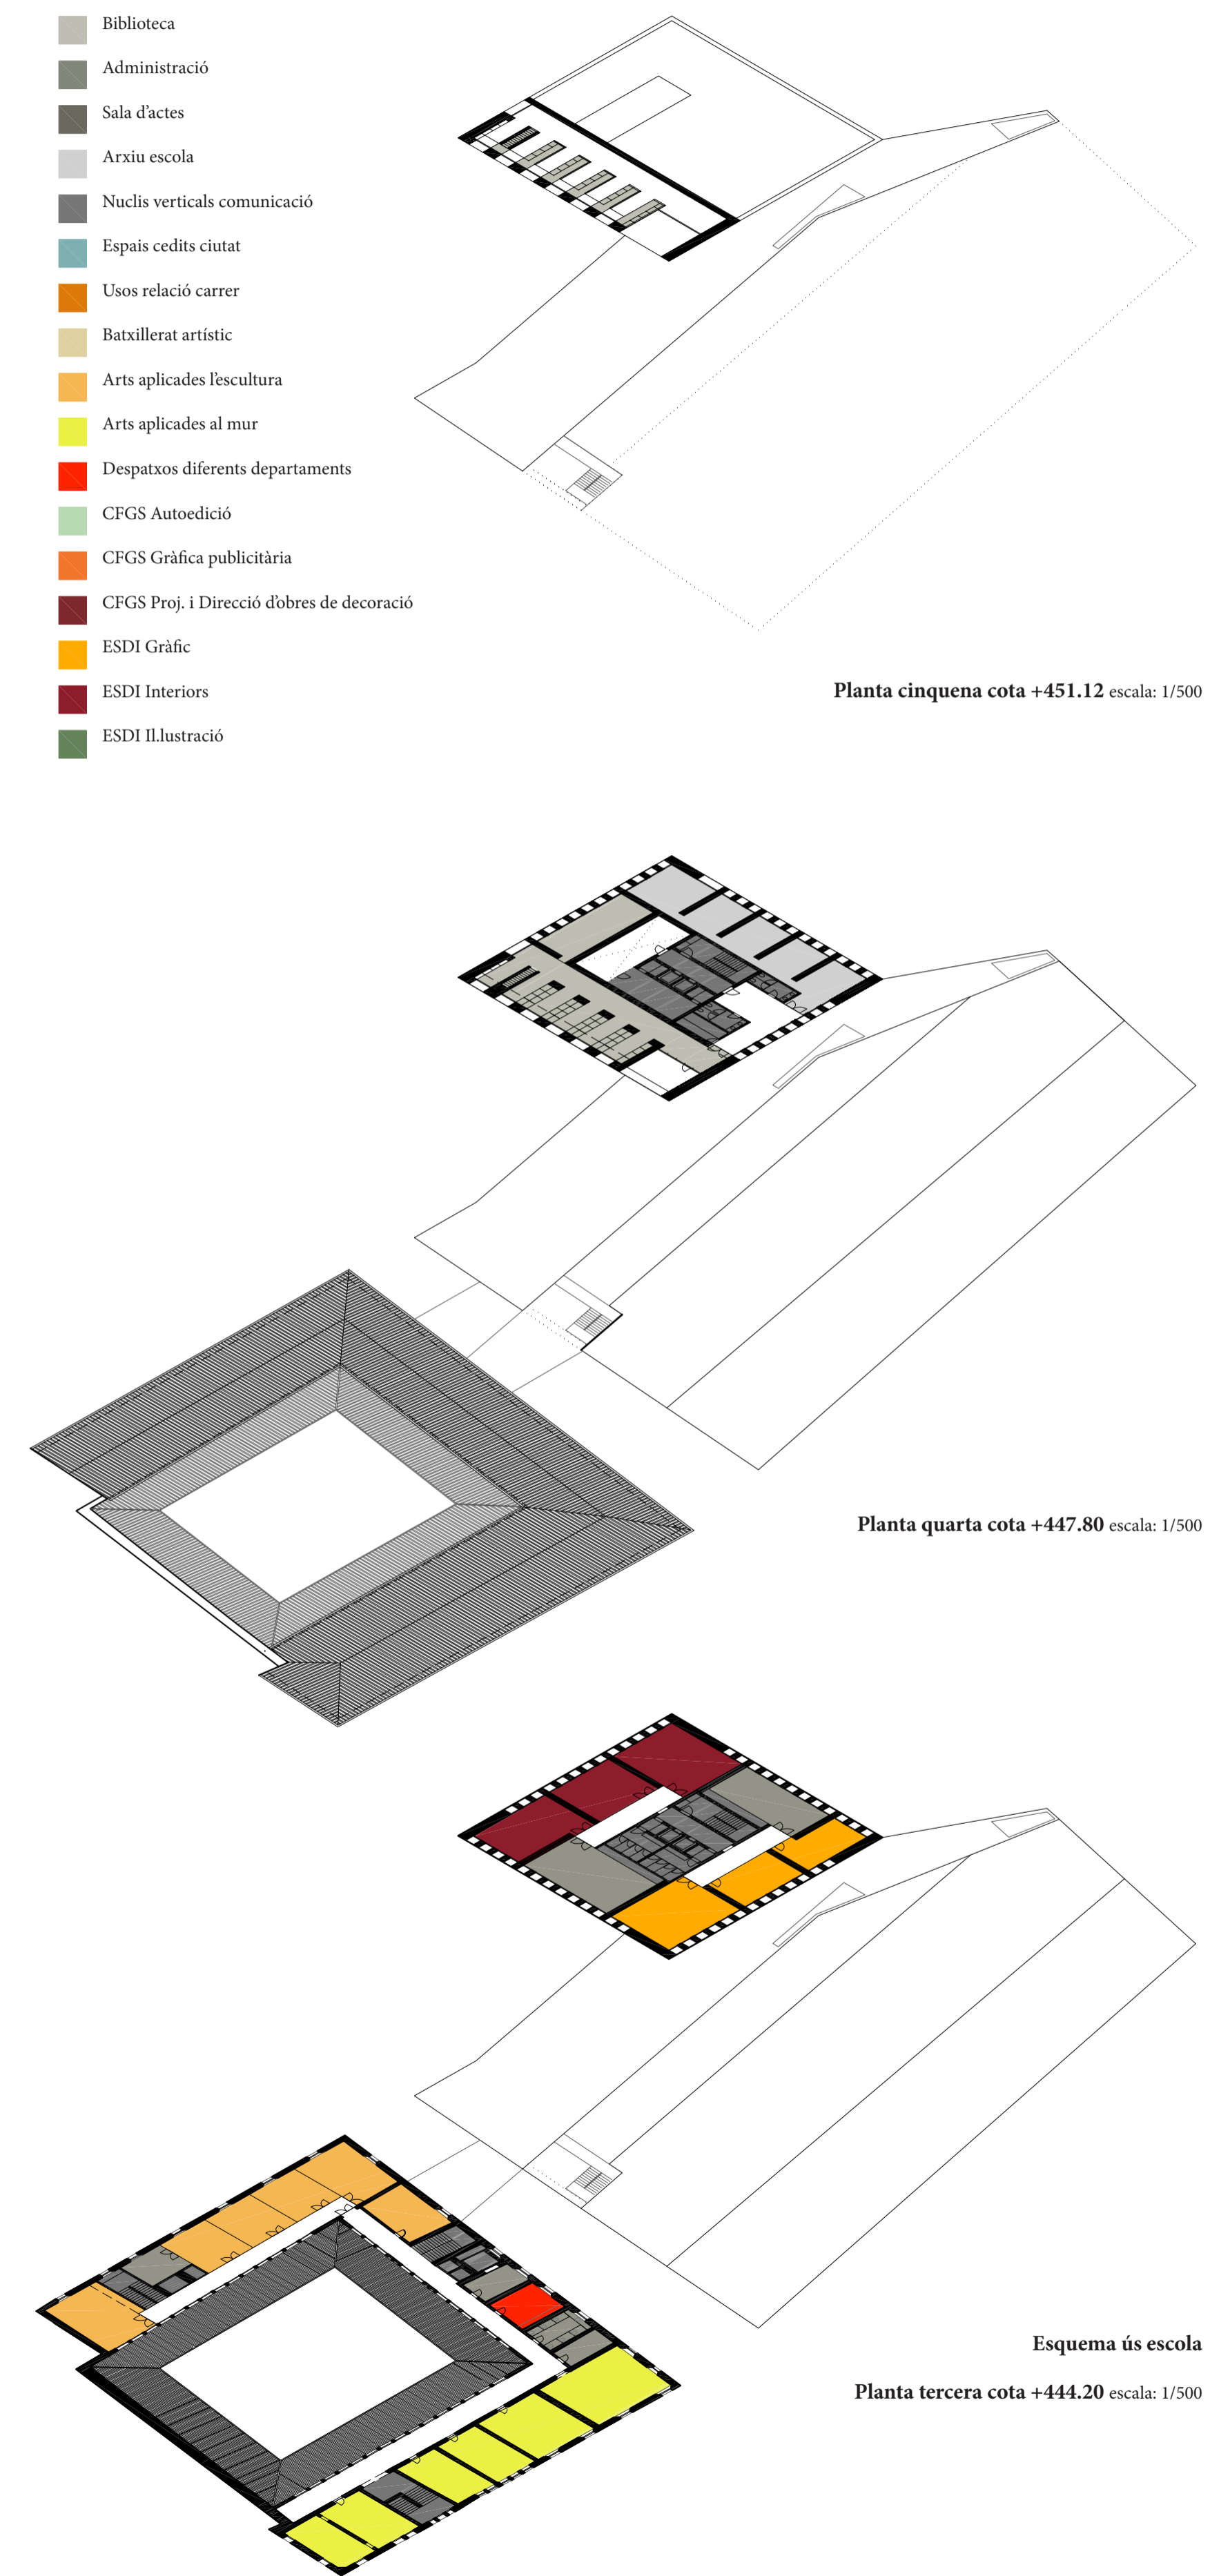 Biblioteca
Administració
Sala d'actes
Arxiu escola
Nuclis verticals comunicació
Espais cedits ciutat
Usos relació carrer
Batxillerat artístic
Arts aplicades l'escultura
Arts aplicades al mur
Despatxos diferents departaments
CFGS Autoedició
CFGS Gràfica publicitària
CFGS Proj. i Direcció d'obres de decoració
ESDI Gràfic
ESDI Interiors
ESDI Il.lustració
Planta cinquena cota +451.12 escala: 1/500
Planta quarta cota +447.80 escala: 1/500
Esquema ús escola
Planta tercera cota +444.20 escala: 1/500